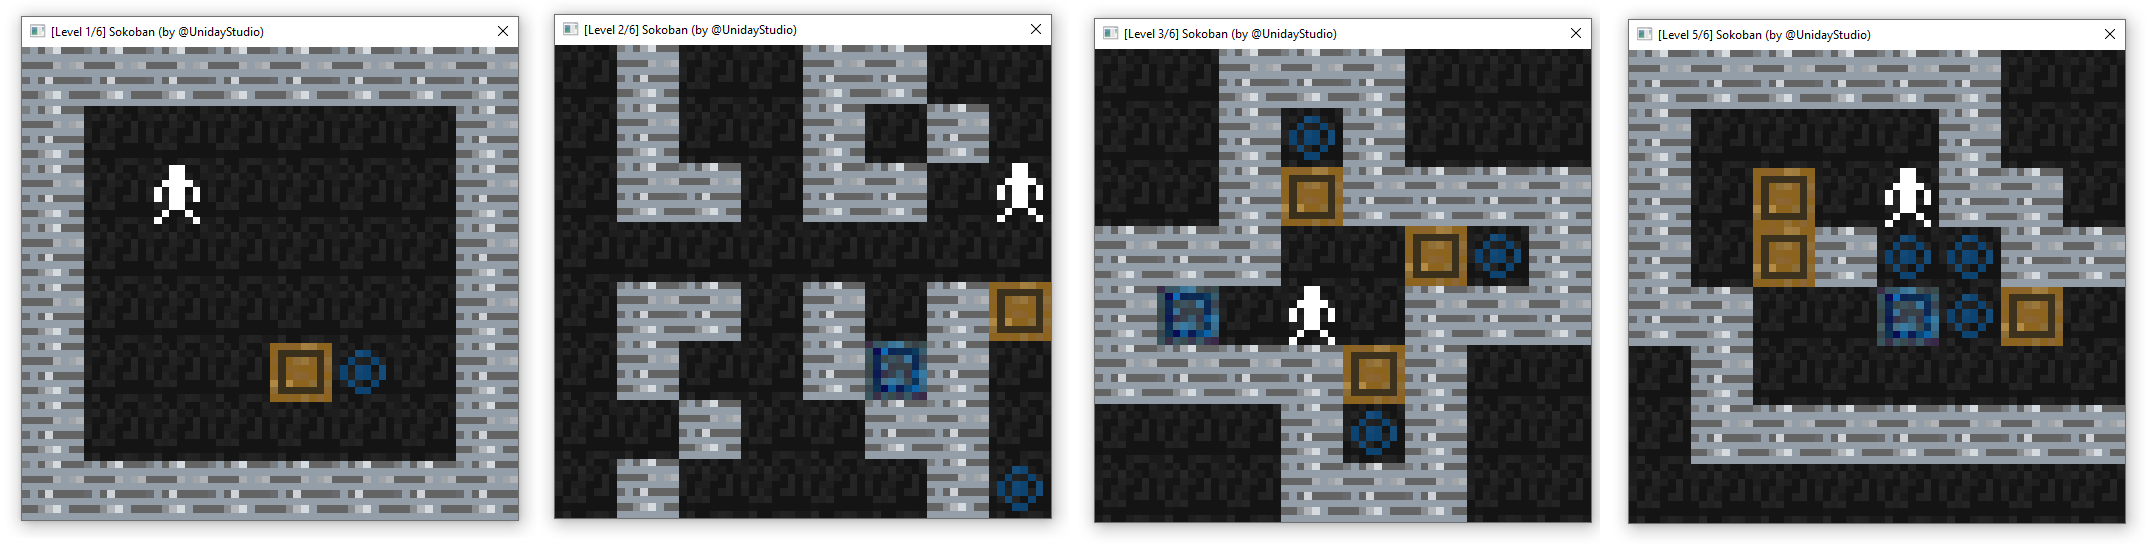 [Level 1/6] Sokoban (by @UnidayStudio)
[Level 2/6] Sokoban (by @UnidayStudio)
[Level 3/6] Sokoban (by @UnidayStudio)
[Level 5/6] Sokoban (by @UnidayStudio)